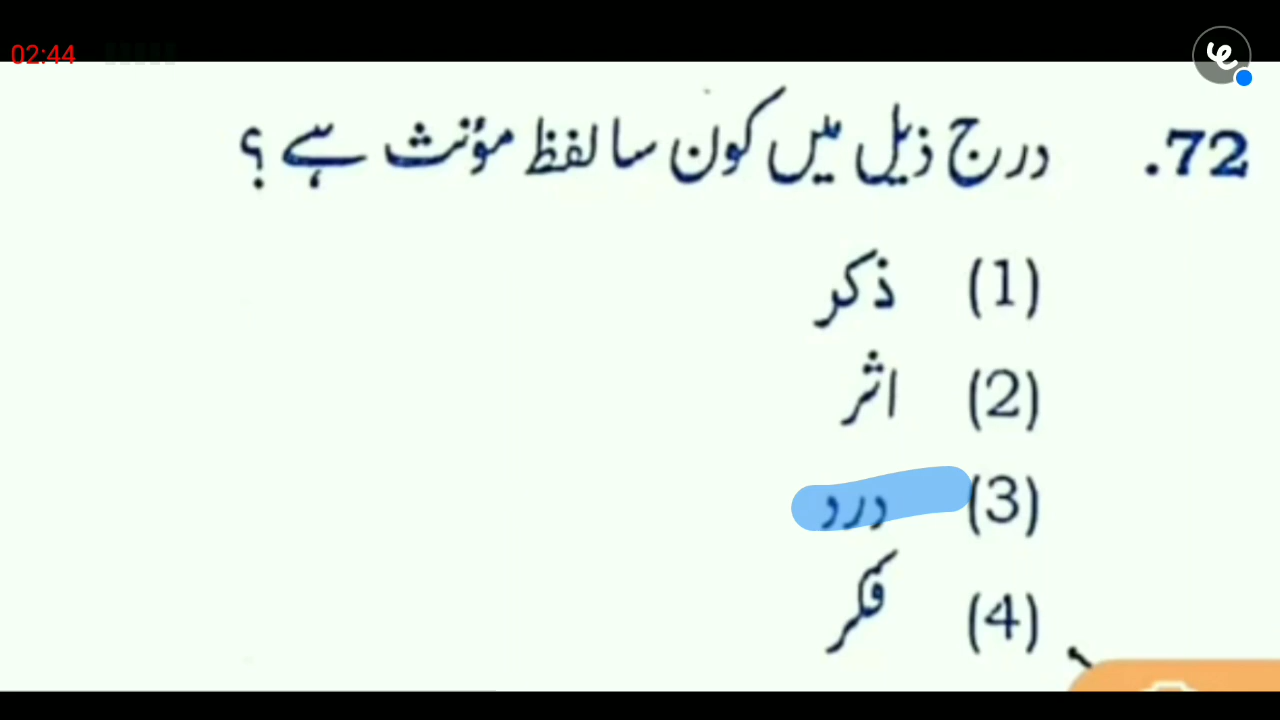 02:44
72. درج ذیل میں کون سا لفظ مؤنث ہے ؟
(1) ذکر
(2) اثر
(3) درد
(4) فکر